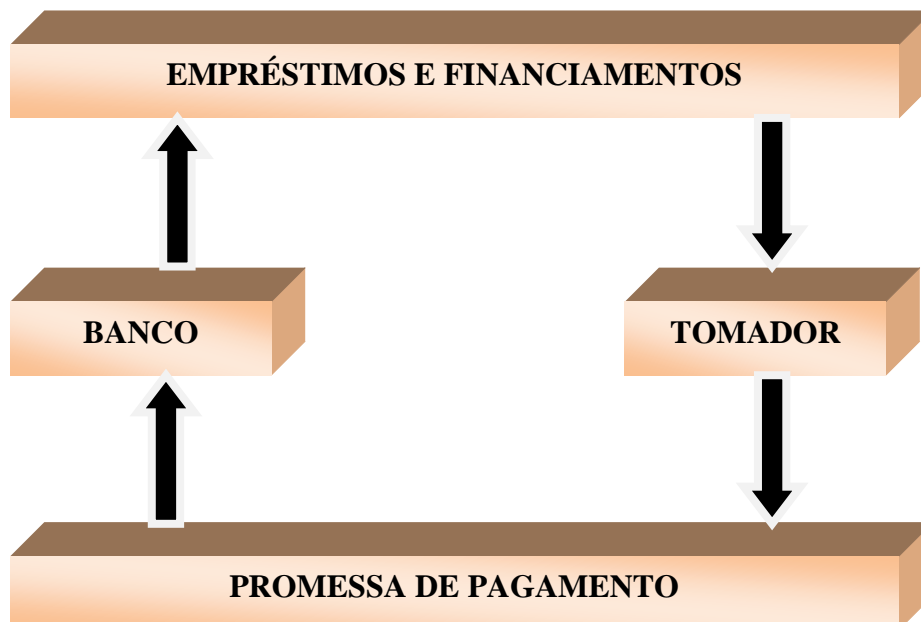 EMPRÉSTIMOS E FINANCIAMENTOS
BANCO
TOMADOR
PROMESSA DE PAGAMENTO